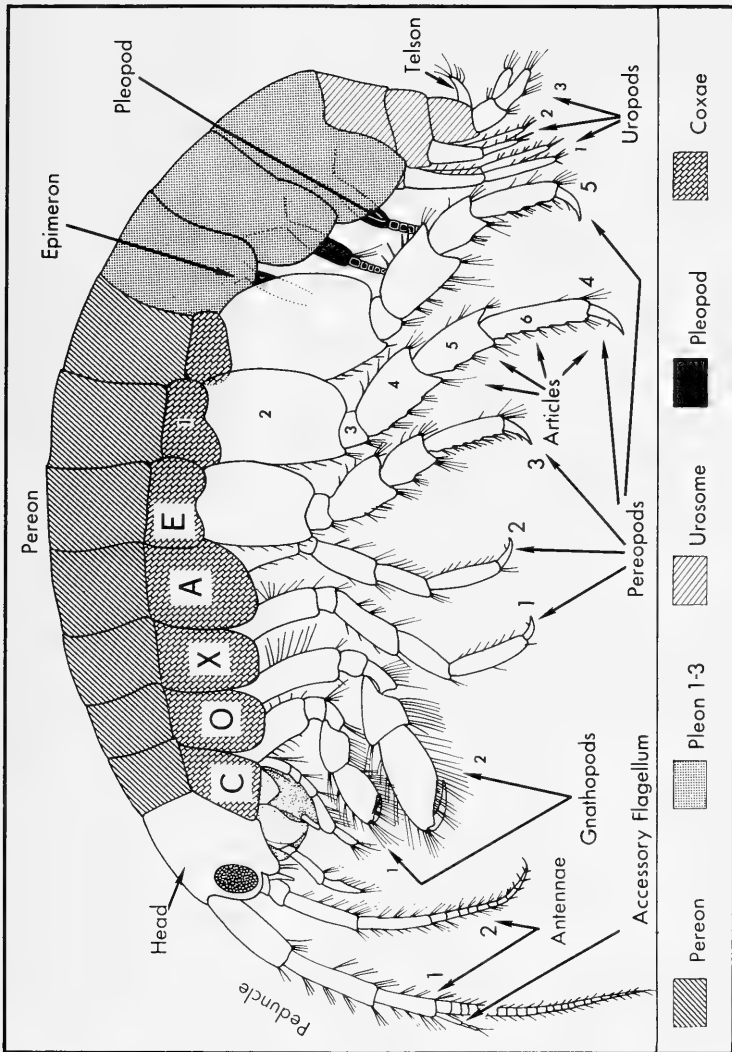 Pereon
Epimeron
Pleopod
Head
C O X A E 1
2
3
4
5
6
Telson
Peduncle
1
2
Antennae
Accessory Flagellum
1
2
Gnathopods
1
2
3
4
5
Pereopods
Articles
1
2
3
Uropods
Pereon
Pleon 1-3
Urosome
Pleopod
Coxae